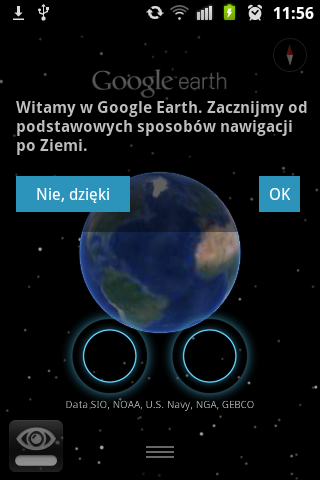 11:56
Google earth
Witamy w Google Earth. Zacznijmy od
podstawowych sposobów nawigacji
po Ziemi.
Nie, dzięki
OK
Data SIO, NOAA, U.S. Navy, NGA, GEBCO